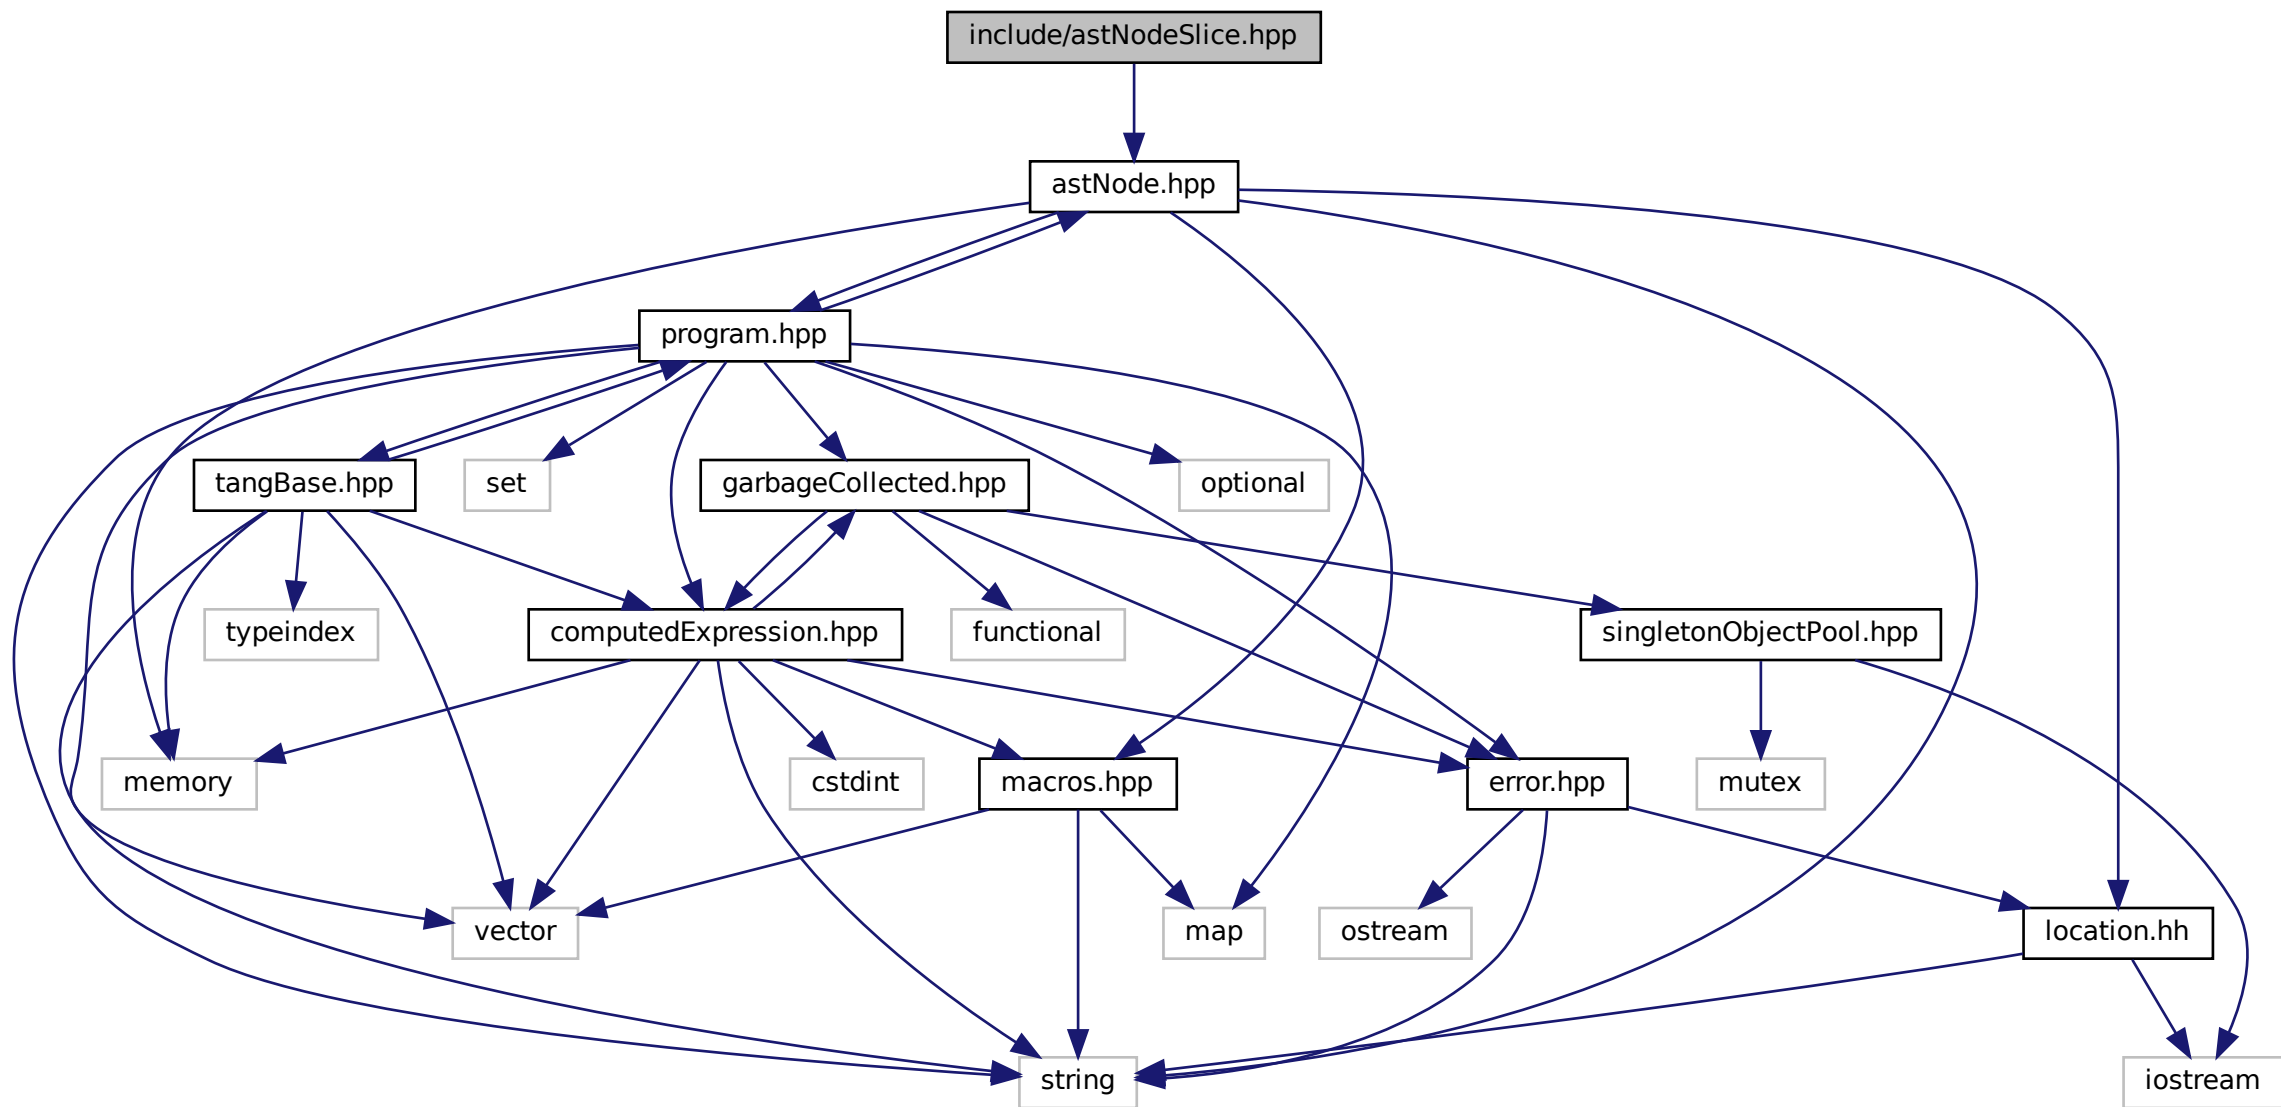 include/astNodeSlice.hpp
astNode.hpp
program.hpp
tangBase.hpp
set
garbageCollected.hpp
optional
typeindex
computedExpression.hpp
functional
singletonObjectPool.hpp
memory
cstdint
macros.hpp
error.hpp
mutex
vector
map
ostream
location.hh
string
iostream